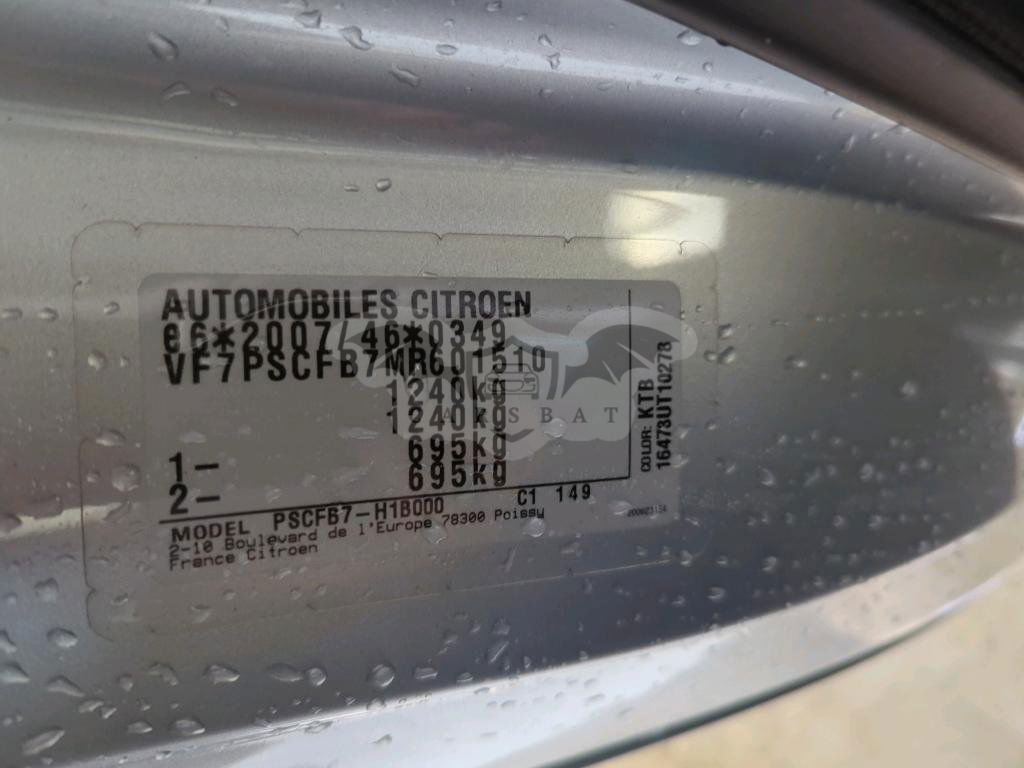 AUTOMOBILES CITROEN
e6*2007/46*0349
VF7PSCFB7MR601510
1240kg
1240kg
1- 695kg
2- 695kg
COLOR: KTB
16473UT10278
C1 149
MODEL PSCFB7-H1B000
2-10 Boulevard de l'Europe 78300 Poissy
France Citroen